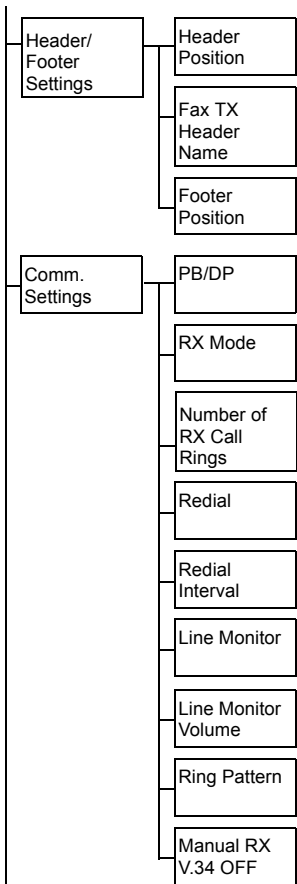 Header/
Footer
Settings
Header
Position
Fax TX
Header
Name
Footer
Position
Comm.
Settings
PB/DP
RX Mode
Number of
RX Call
Rings
Redial
Redial
Interval
Line Monitor
Line Monitor
Volume
Ring Pattern
Manual RX
V.34 OFF